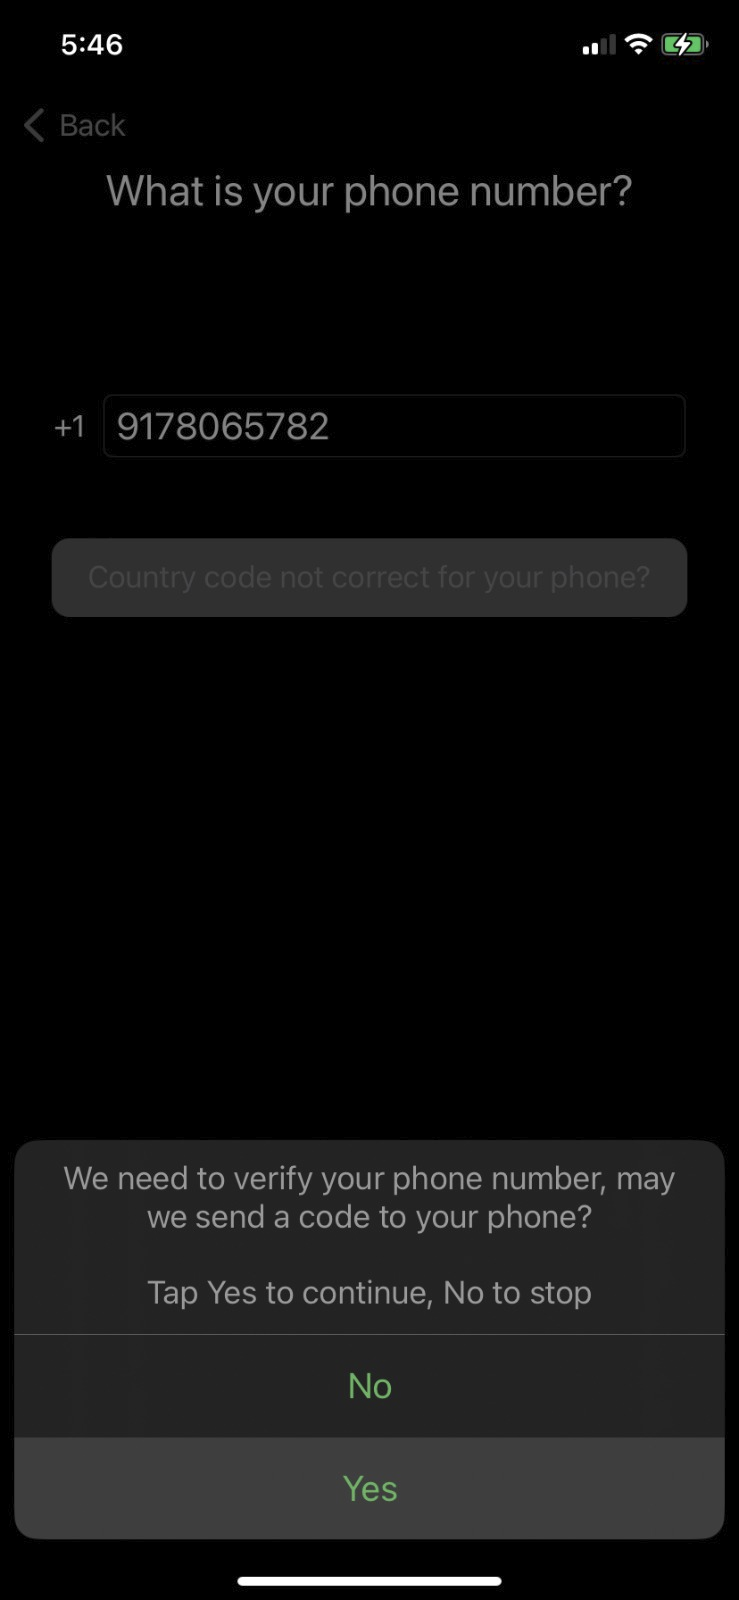 5:46
Back
What is your phone number?
+1 9178065782
Country code not correct for your phone?
We need to verify your phone number, may
we send a code to your phone?
Tap Yes to continue, No to stop
No
Yes